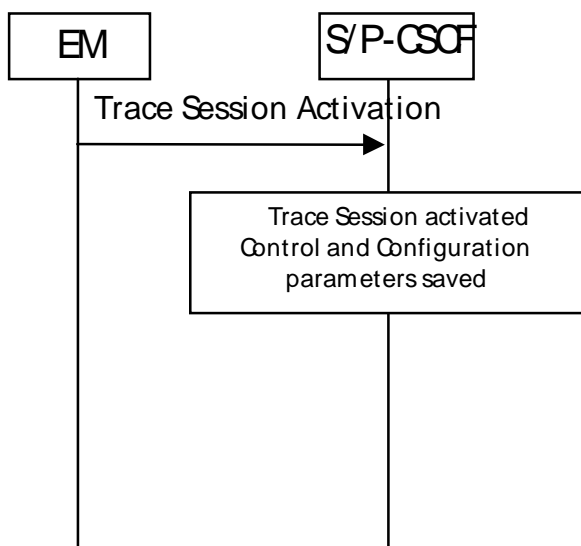 EM
S/P-CSCF
Trace Session Activation
Trace Session activated
Control and Configuration
parameters saved